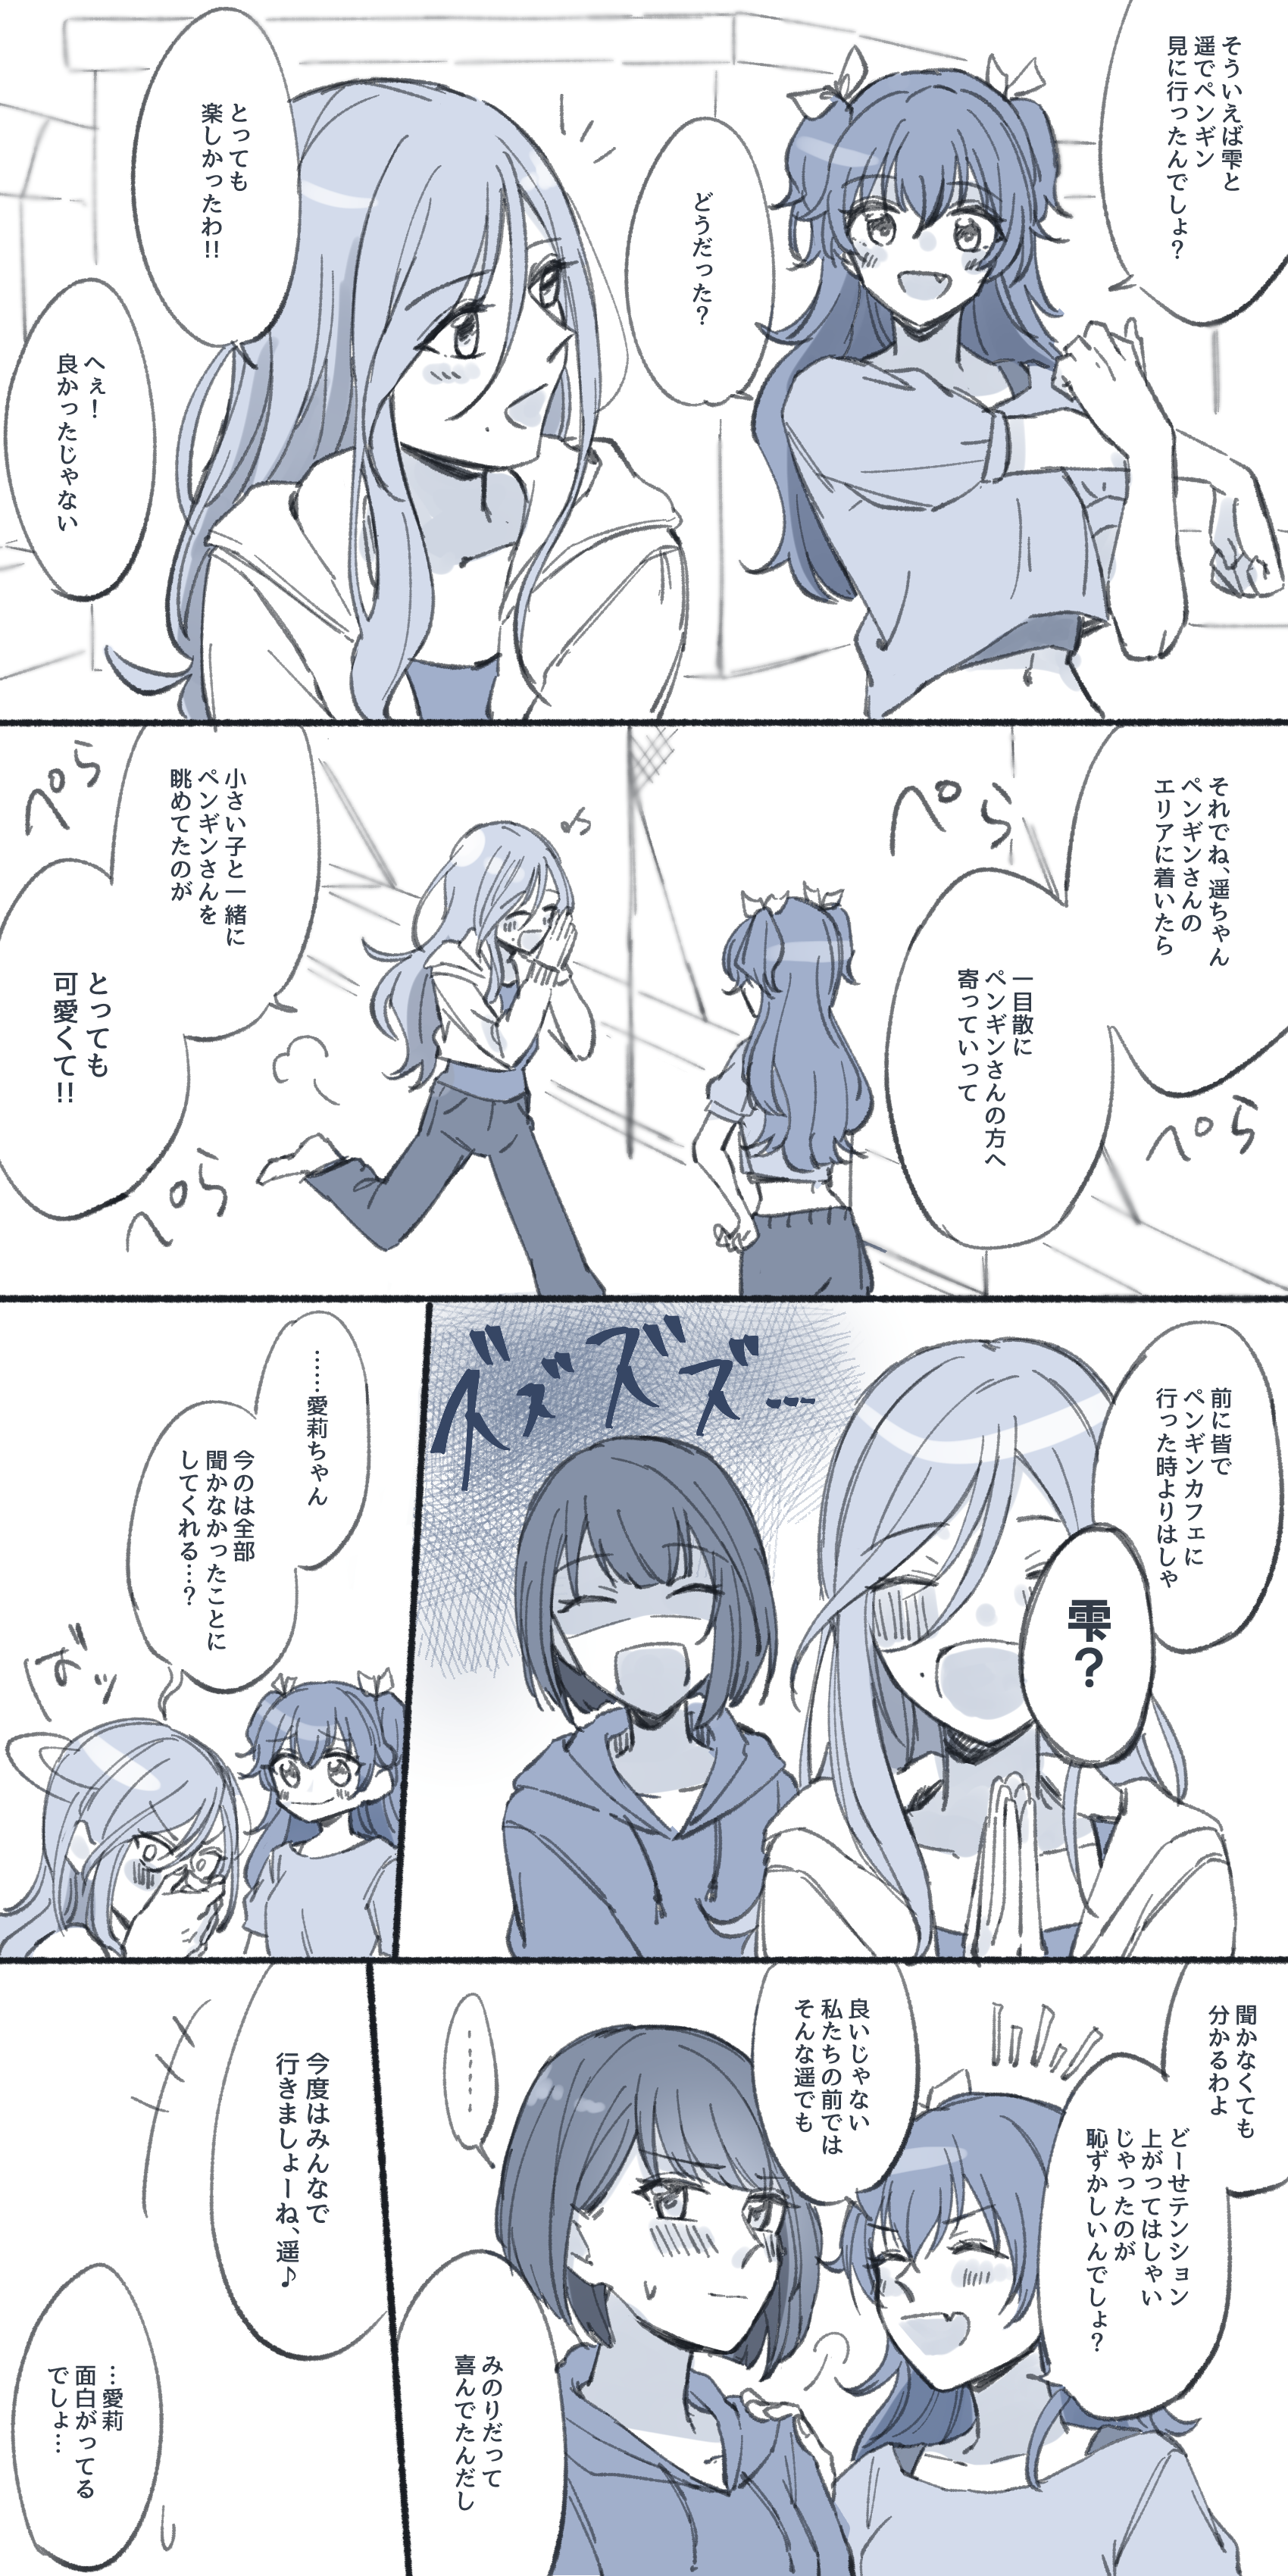 そういえば雫と
遥でペンギン
見に行ったんでしょ？
どうだった？
とっても
楽しかったわ!!
へぇ！
良かったじゃない
それでね、遥ちゃん
ペンギンさんの
エリアに着いたら
一目散に
ペンギンさんの方へ
寄っていって
ぺら
ぺら
小さい子と一緒に
ペンギンさんを
眺めてたのが
とっても
可愛くて!!
ぺら
ぺら
前に皆で
ペンギンカフェに
行った時よりはしゃ
雫？
ズズズズ…
……愛莉ちゃん
今のは全部
聞かなかったことに
してくれる…？
ばッ
聞かなくても
分かるわよ
どーせテンション
上がってはしゃい
じゃったのが
恥ずかしいんでしょ？
良いじゃない
私たちの前では
そんな遥でも
………
みのりだって
喜んでたんだし
今度はみんなで
行きましょーね、遥♪
…愛莉
面白がってる
でしょ…